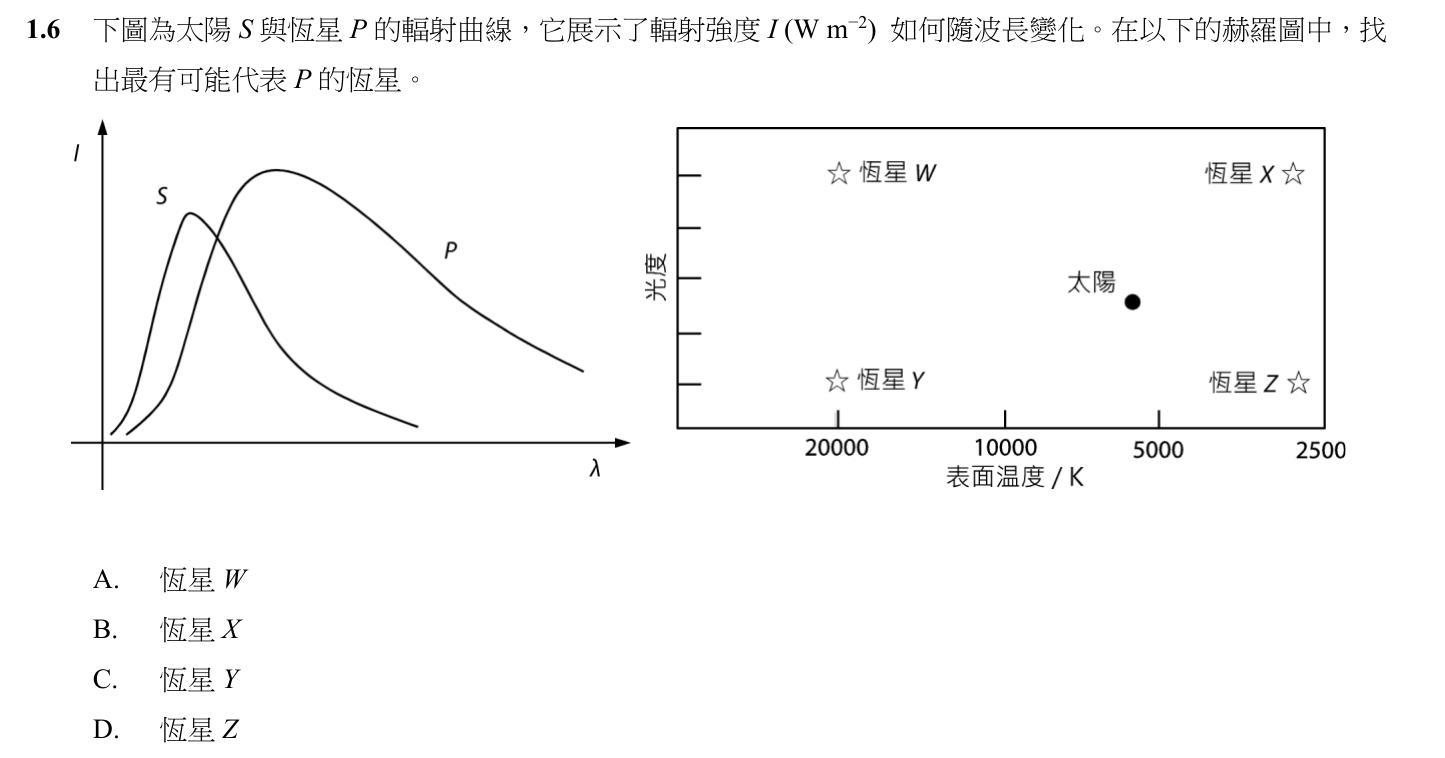 1.6 下圖為太陽 S 與恆星 P 的輻射曲線,它展示了輻射強度 I (W m⁻²) 如何隨波長變化。在以下的赫羅圖中,找
出最有可能代表 P 的恆星。
I
S
P
λ
☆ 恆星 W
恆星 X ☆
光度
太陽
☆ 恆星 Y
恆星 Z ☆
20000 10000 5000 2500
表面温度 / K
A. 恆星 W
B. 恆星 X
C. 恆星 Y
D. 恆星 Z